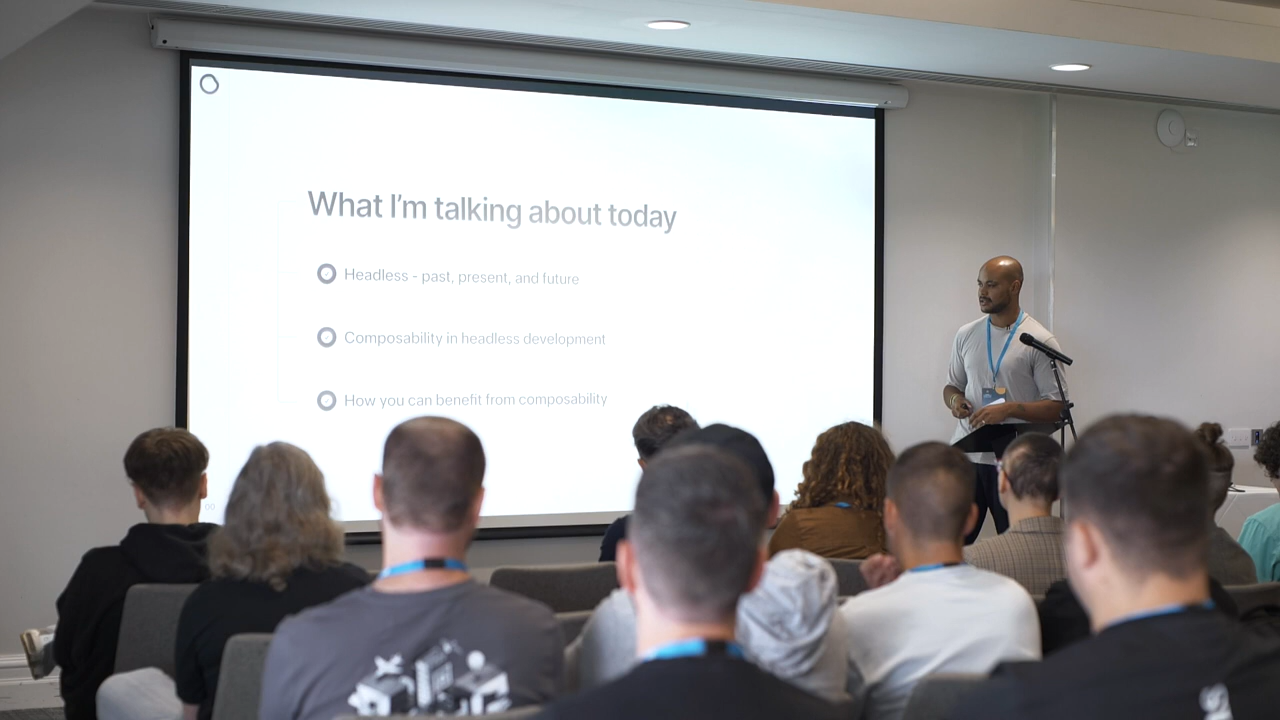 What I'm talking about today
Headless - past, present, and future
Composability in headless development
How you can benefit from composability